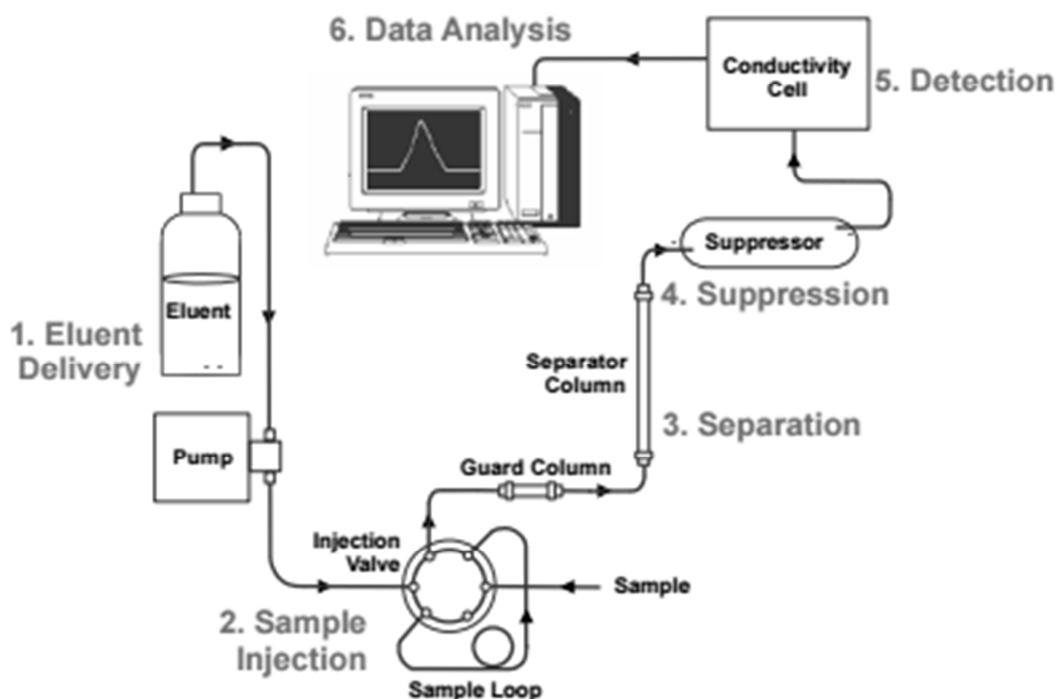 6. Data Analysis
Conductivity
Cell
5. Detection
Suppressor
4. Suppression
Eluent
1. Eluent
Delivery
Separator
Column
3. Separation
Pump
Guard Column
Injection
Valve
Sample
2. Sample
Injection
Sample Loop